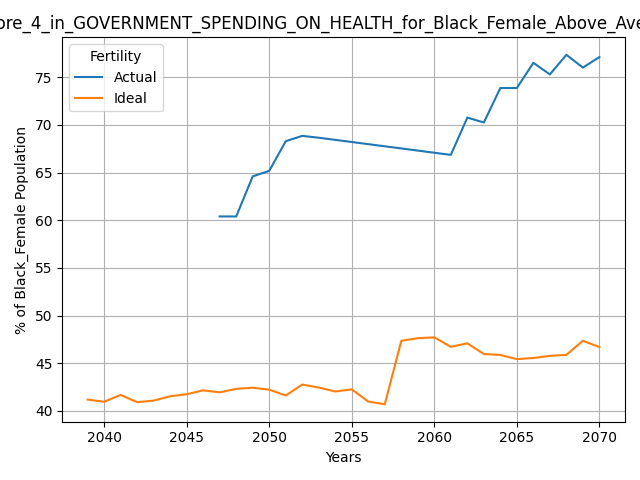 ore_4_in_GOVERNMENT_SPENDING_ON_HEALTH_for_Black_Female_Above_Ave
Fertility
Actual
Ideal
% of Black_Female Population
75
70
65
60
55
50
45
40
2040
2045
2050
2055
2060
2065
2070
Years